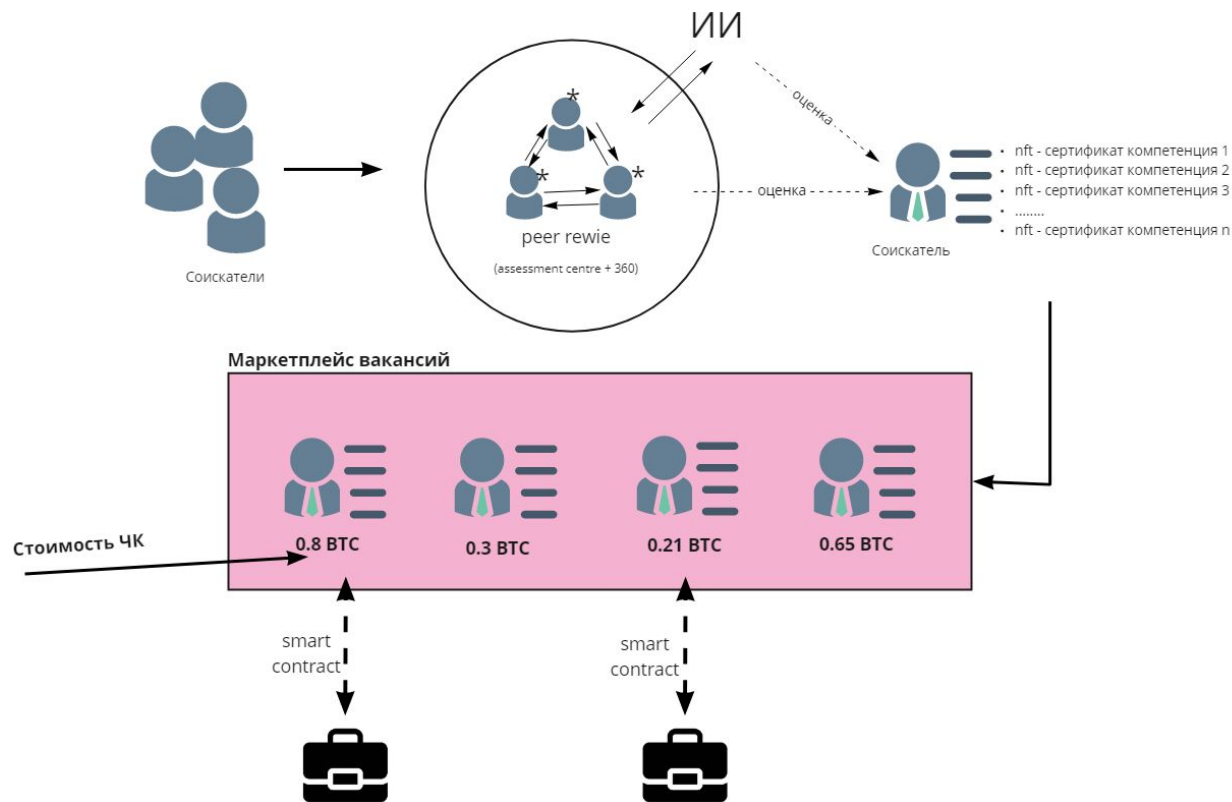 ИИ
*
*
*
оценка
peer rewie
(assessment centre + 360)
Соискатели
оценка
• nft - сертификат компетенция 1
• nft - сертификат компетенция 2
• nft - сертификат компетенция 3
• ........
• nft - сертификат компетенция n
Соискатель
Маркетплейс вакансий
Стоимость ЧК
0.8 BTC
0.3 BTC
0.21 BTC
0.65 BTC
smart
contract
smart
contract